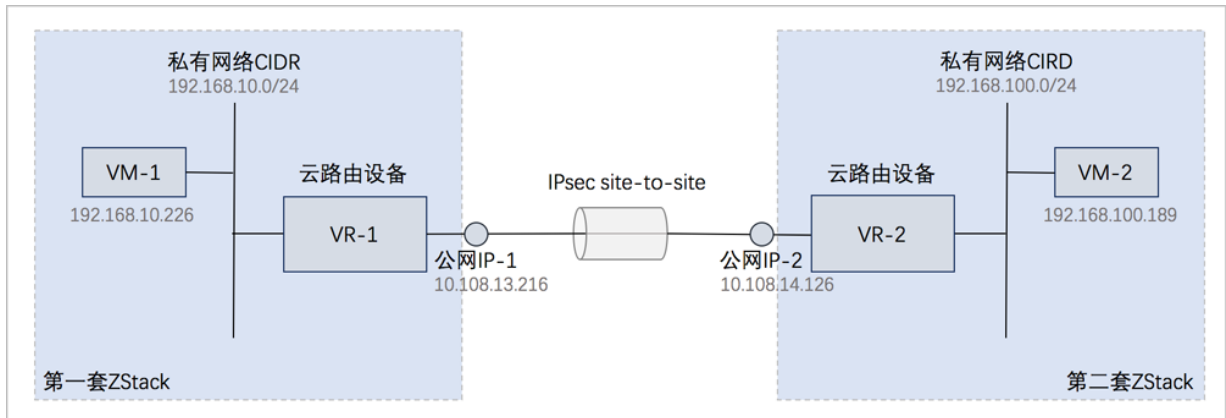 私有网络CIDR
192.168.10.0/24
VM-1
192.168.10.226
云路由设备
VR-1
公网IP-1
10.108.13.216
第一套ZStack
IPsec site-to-site
私有网络CIRD
192.168.100.0/24
云路由设备
VR-2
公网IP-2
10.108.14.126
VM-2
192.168.100.189
第二套ZStack